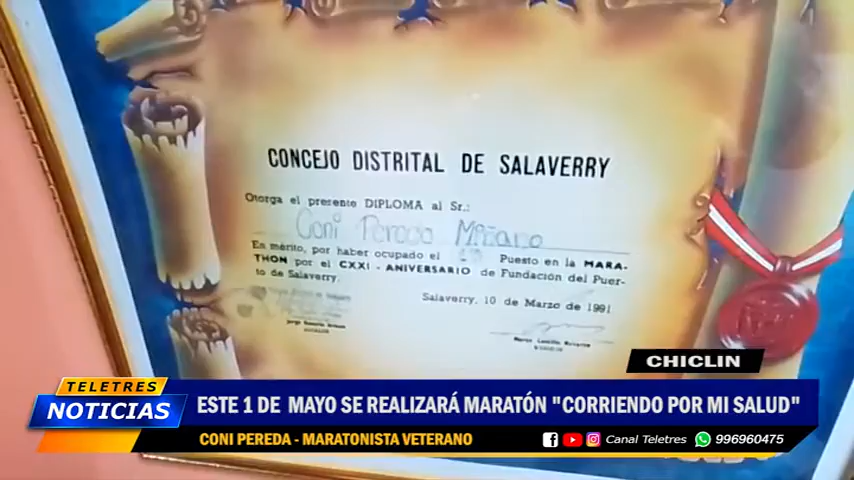 CONCEJO DISTRITAL DE SALAVERRY
Otorga el presente DIPLOMA al Sr.:
Coni Pereda
En mérito, por haber ocupado el Puesto en la MARA-
THON por el CXXI - ANIVERSARIO de Fundación del Puer-
to de Salaverry.
Salaverry, 10 de Marzo de 1991
CHICLIN
TELETRES
NOTICIAS
ESTE 1 DE MAYO SE REALIZARÁ MARATÓN "CORRIENDO POR MI SALUD"
CONI PEREDA - MARATONISTA VETERANO
Canal Teletres
996960475